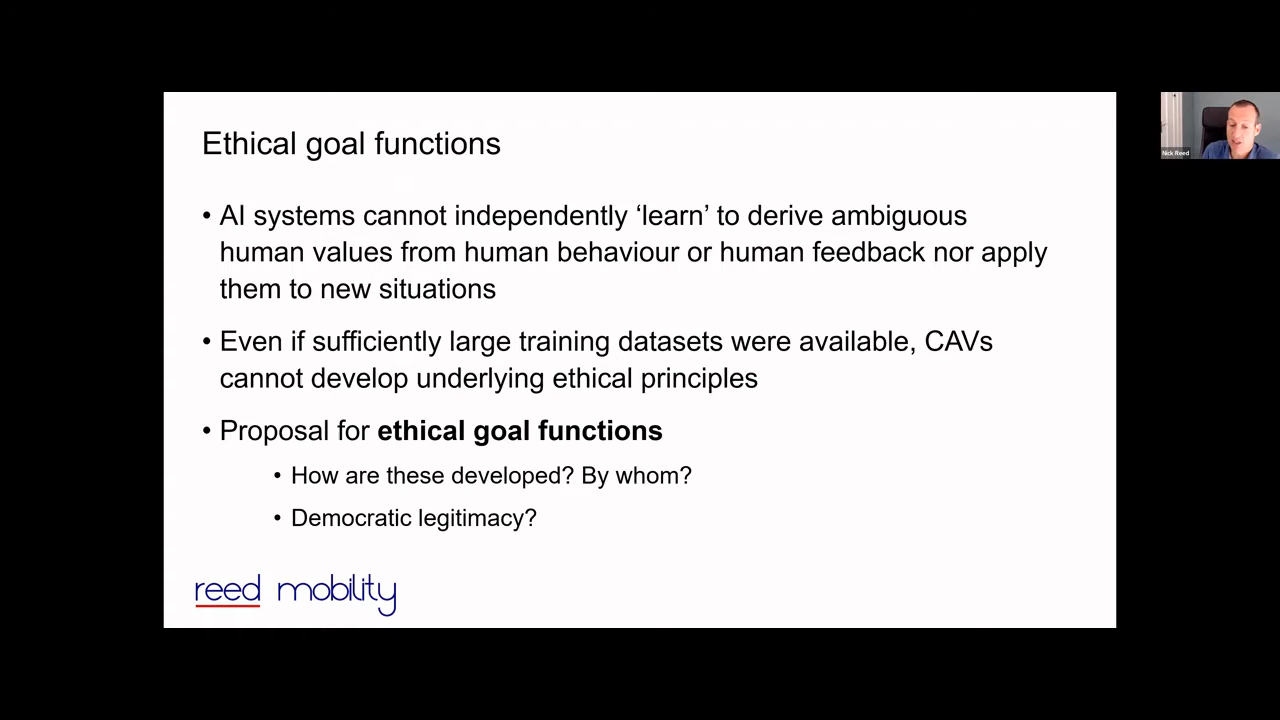 Ethical goal functions
• AI systems cannot independently ‘learn’ to derive ambiguous
human values from human behaviour or human feedback nor apply
them to new situations
• Even if sufficiently large training datasets were available, CAVs
cannot develop underlying ethical principles
• Proposal for ethical goal functions
• How are these developed? By whom?
• Democratic legitimacy?
reed mobility
Nick Reed